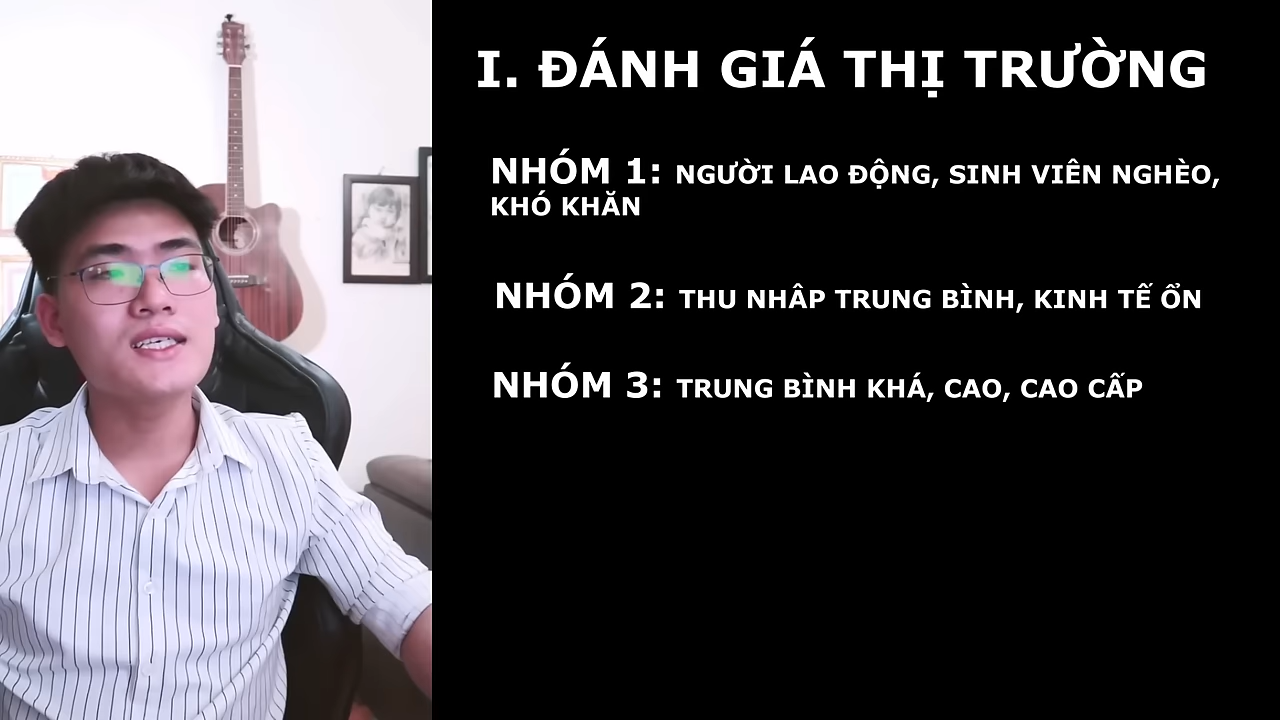 I. ĐÁNH GIÁ THỊ TRƯỜNG
NHÓM 1: NGƯỜI LAO ĐỘNG, SINH VIÊN NGHÈO,
KHÓ KHĂN
NHÓM 2: THU NHÂP TRUNG BÌNH, KINH TẾ ỔN
NHÓM 3: TRUNG BÌNH KHÁ, CAO, CAO CẤP